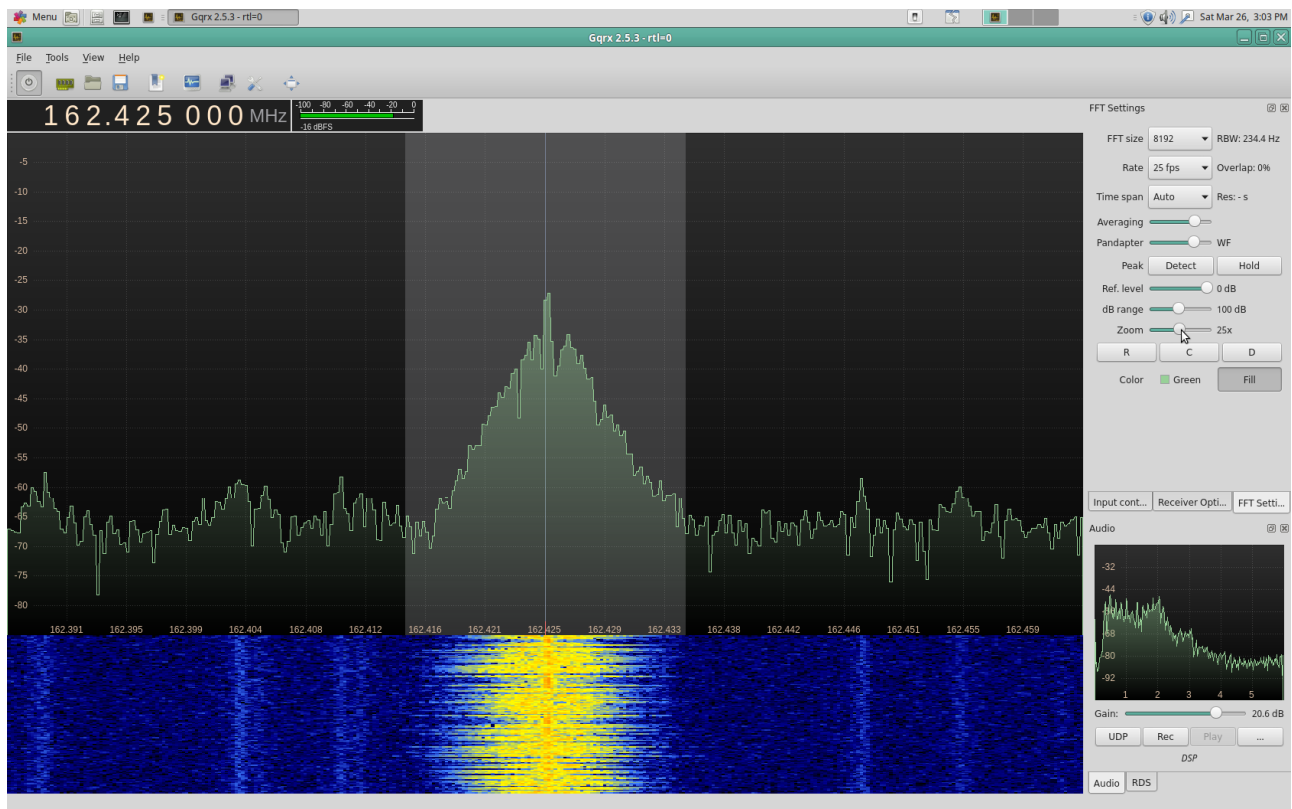 Menu Gqrx 2.5.3 - rtl=0 Sat Mar 26, 3:03 PM
Gqrx 2.5.3 - rtl=0
File Tools View Help
162.425 000 MHz
-100 -80 -60 -40 -20 0
-16 dBFS
-5
-10
-15
-20
-25
-30
-35
-40
-45
-50
-55
-60
-65
-70
-75
-80
162.391 162.395 162.399 162.404 162.408 162.412 162.416 162.421 162.425 162.429 162.433 162.438 162.442 162.446 162.451 162.455 162.459
FFT Settings
FFT size 8192 RBW: 234.4 Hz
Rate 25 fps Overlap: 0%
Time span Auto Res: - s
Averaging
Pandapter WF
Peak Detect Hold
Ref. level 0 dB
dB range 100 dB
Zoom 25x
R C D
Color Green Fill
Input cont... Receiver Opti... FFT Setti...
Audio
-32
-44
-68
-80
-92
1 2 3 4 5
Gain: 20.6 dB
UDP Rec Play ...
DSP
Audio RDS